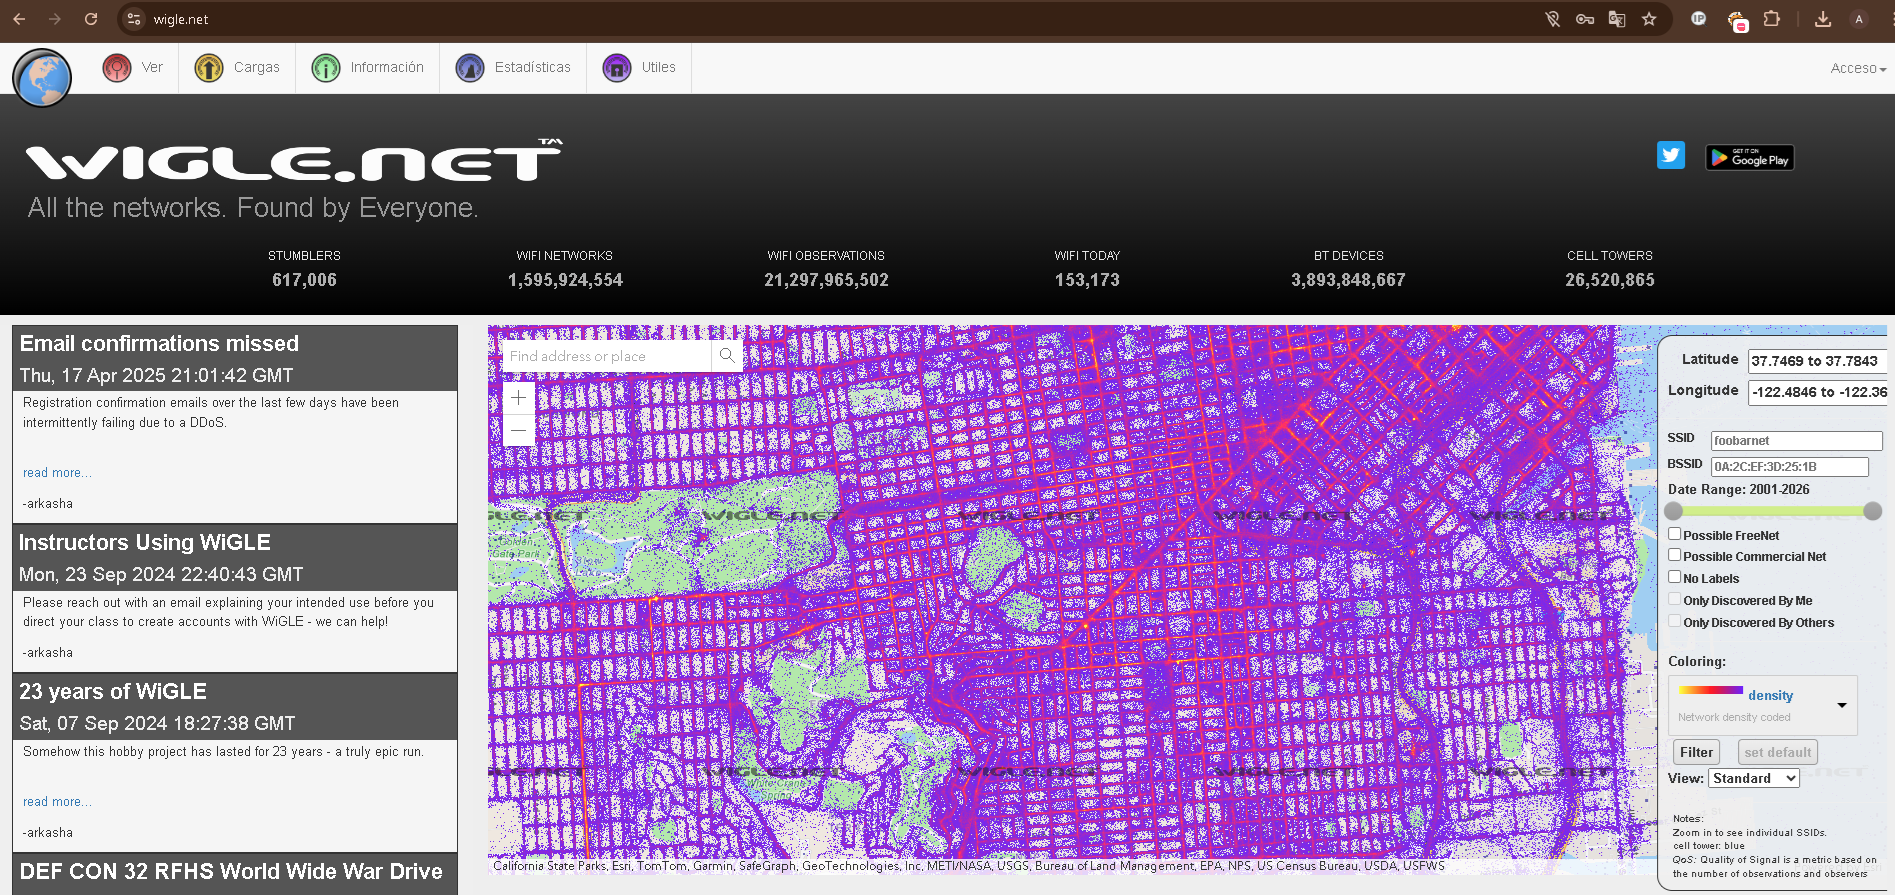 wigle.net
A
Ver
Cargas
Información
Estadísticas
Utiles
Acceso
WIGLE.NET™
All the networks. Found by Everyone.
GET IT ON
Google Play
STUMBLERS
617,006
WIFI NETWORKS
1,595,924,554
WIFI OBSERVATIONS
21,297,965,502
WIFI TODAY
153,173
BT DEVICES
3,893,848,667
CELL TOWERS
26,520,865
Email confirmations missed
Thu, 17 Apr 2025 21:01:42 GMT
Registration confirmation emails over the last few days have been
intermittently failing due to a DDoS.
read more...
-arkasha
Instructors Using WiGLE
Mon, 23 Sep 2024 22:40:43 GMT
Please reach out with an email explaining your intended use before you
direct your class to create accounts with WiGLE - we can help!
-arkasha
23 years of WiGLE
Sat, 07 Sep 2024 18:27:38 GMT
Somehow this hobby project has lasted for 23 years - a truly epic run.
read more...
-arkasha
DEF CON 32 RFHS World Wide War Drive
Find address or place
+
−
Golden
Gate Park
WIGLE.NET
WIGLE.NET
WIGLE.NET
WIGLE.NET
California State Parks, Esri, TomTom, Garmin, SafeGraph, GeoTechnologies, Inc, METI/NASA, USGS, Bureau of Land Management, EPA, NPS, US Census Bureau, USDA, USFWS
Latitude 37.7469 to 37.7843
Longitude -122.4846 to -122.36
SSID foobarnet
BSSID 0A:2C:EF:3D:25:1B
Date Range: 2001-2026
Possible FreeNet
Possible Commercial Net
No Labels
Only Discovered By Me
Only Discovered By Others
Coloring:
density
Network density coded
Filter set default
View: Standard
Notes:
Zoom in to see individual SSIDs.
cell tower: blue
QoS: Quality of Signal is a metric based on
the number of observations and observers